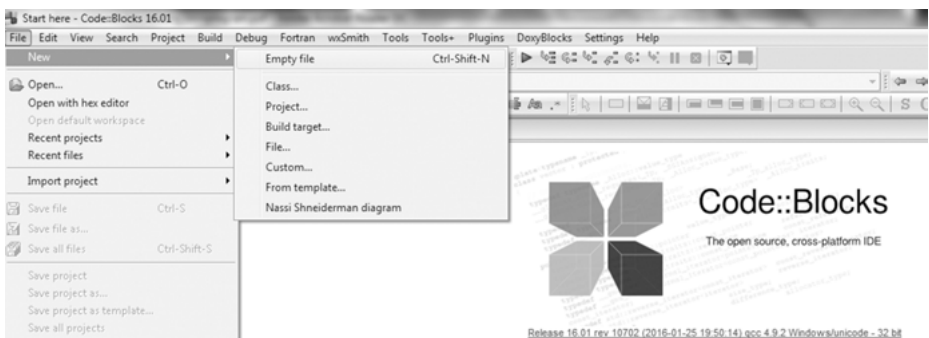 Start here - Code::Blocks 16.01
File Edit View Search Project Build Debug Fortran wxSmith Tools Tools+ Plugins DoxyBlocks Settings Help
New
Empty file Ctrl-Shift-N
Class...
Project...
Build target...
File...
Custom...
From template...
Nassi Shneiderman diagram
Open... Ctrl-O
Open with hex editor
Open default workspace
Recent projects
Recent files
Import project
Save file Ctrl-S
Save file as...
Save all files Ctrl-Shift-S
Save project
Save project as...
Save project as template...
Save all projects
S
Code::Blocks
The open source, cross-platform IDE
Release 16.01 rev 10702 (2016-01-25 19:50:14) gcc 4.9.2 Windows/unicode - 32 bit